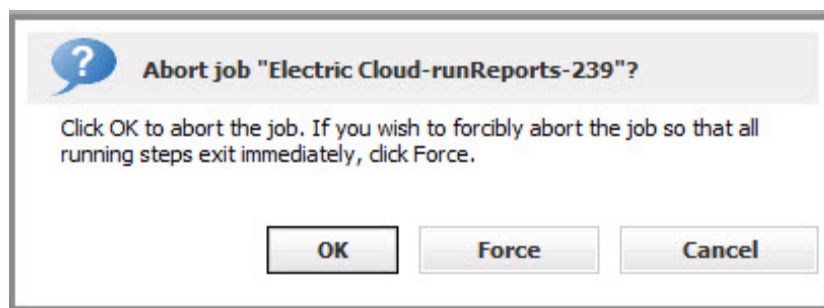 Abort job "Electric Cloud-runReports-239"?
Click OK to abort the job. If you wish to forcibly abort the job so that all
running steps exit immediately, click Force.
OK Force Cancel